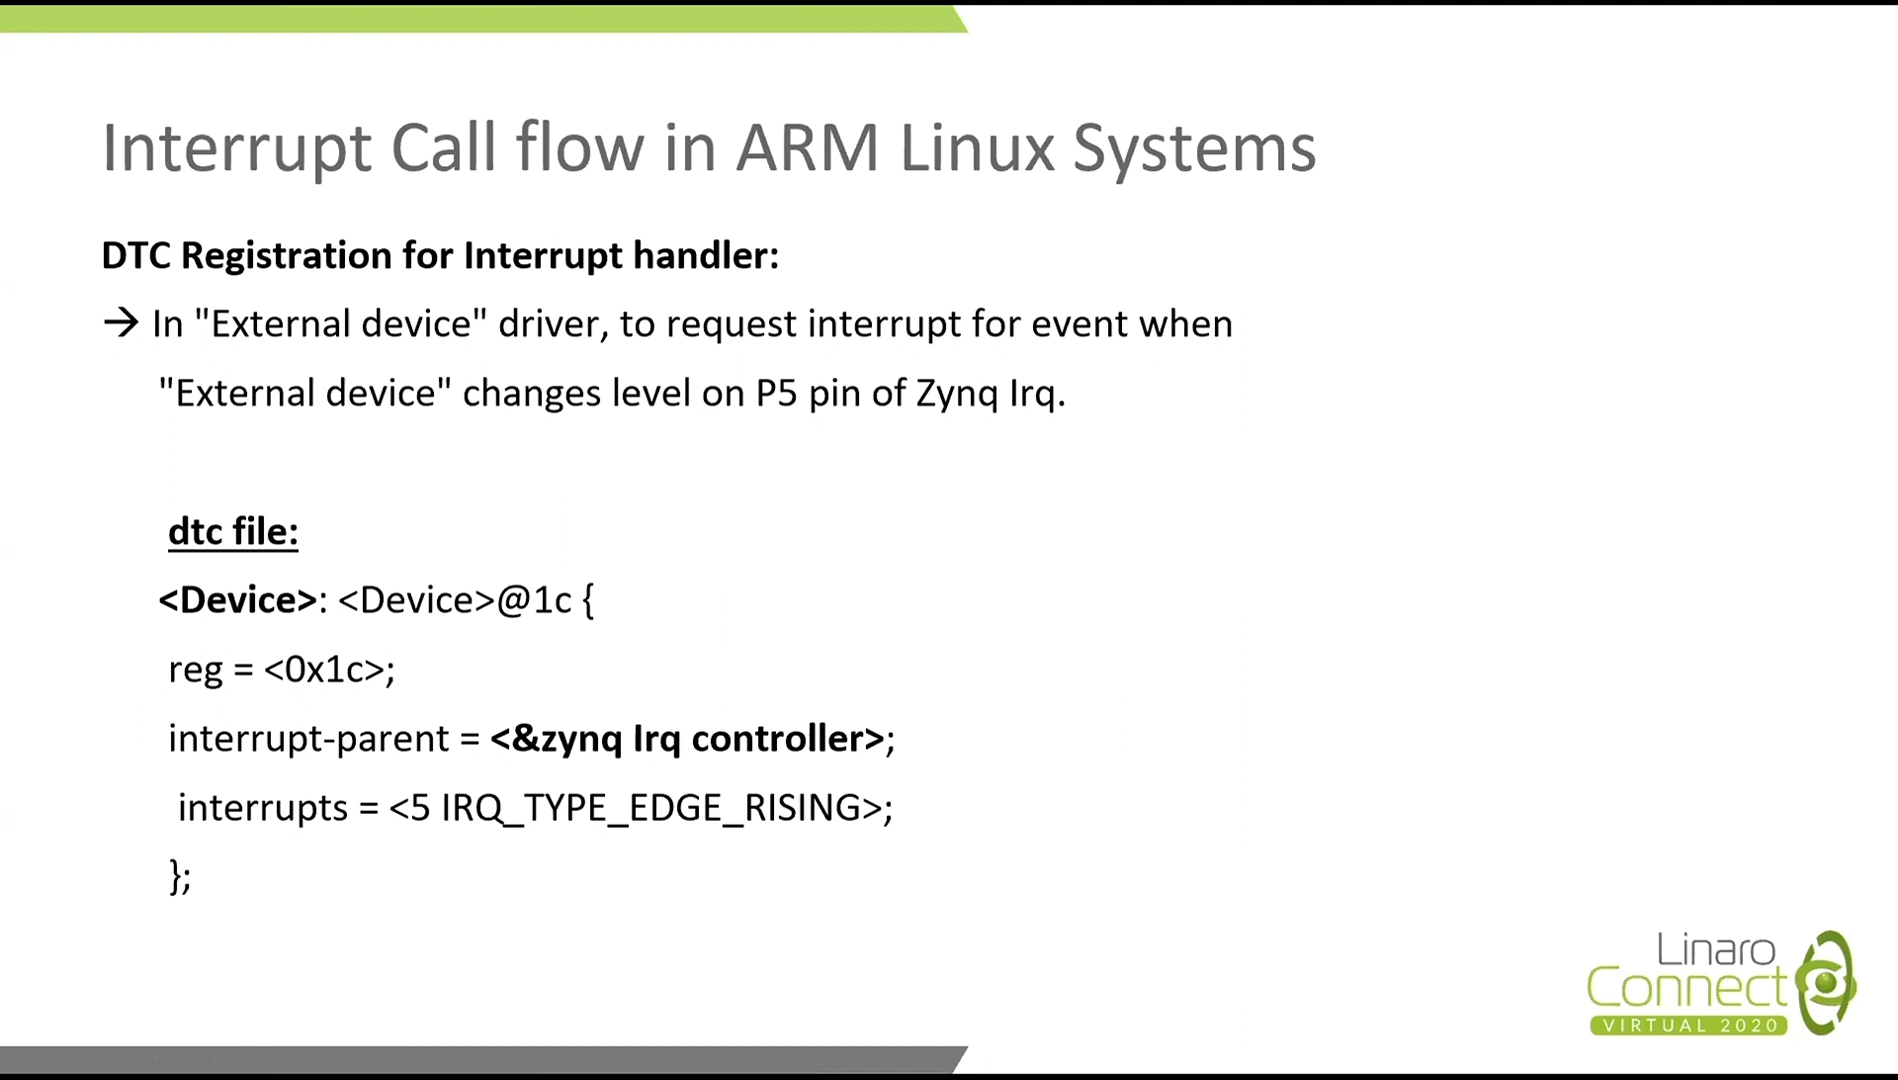 Interrupt Call flow in ARM Linux Systems
DTC Registration for Interrupt handler:
→ In "External device" driver, to request interrupt for event when
"External device" changes level on P5 pin of Zynq Irq.
dtc file:
<Device>: <Device>@1c {
reg = <0x1c>;
interrupt-parent = <&zynq Irq controller>;
interrupts = <5 IRQ_TYPE_EDGE_RISING>;
};
Linaro
Connect
VIRTUAL 2020